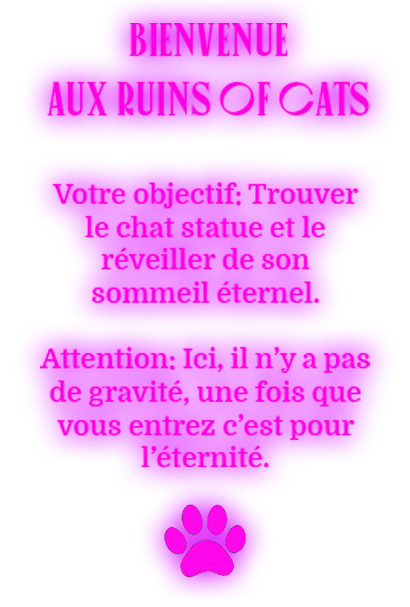 BIENVENUE
AUX RUINS OF CATS
Votre objectif: Trouver
le chat statue et le
réveiller de son
sommeil éternel.
Attention: Ici, il n’y a pas
de gravité, une fois que
vous entrez c’est pour
l’éternité.